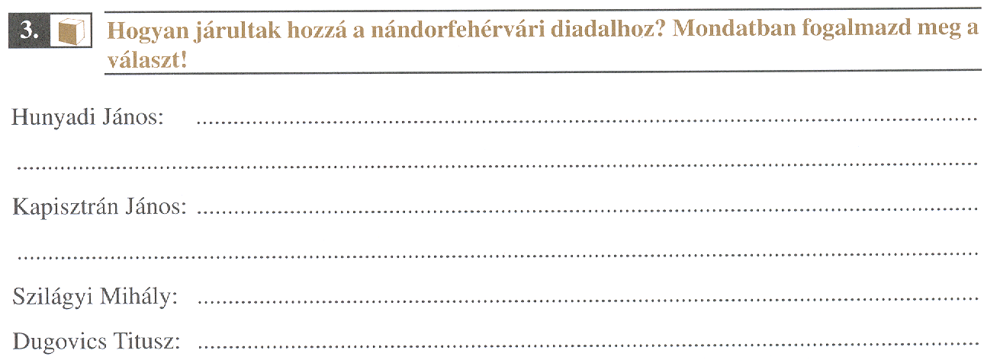 3. Hogyan járultak hozzá a nándorfehérvári diadalhoz? Mondatban fogalmazd meg a
választ!
Hunyadi János: ........................................
........................................
Kapisztrán János: ........................................
........................................
Szilágyi Mihály: ........................................
Dugovics Titusz: ........................................